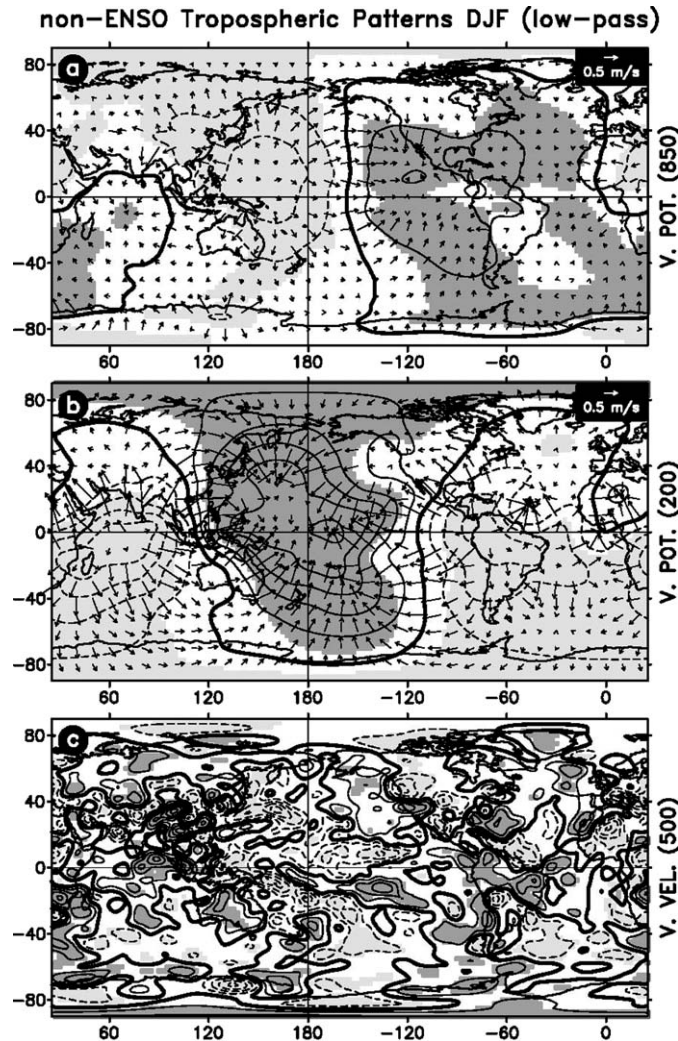 non-ENSO Tropospheric Patterns DJF (low-pass)
a
0.5 m/s
80
40
0
-40
-80
V. POT. (850)
60 120 180 -120 -60 0
b
0.5 m/s
80
40
0
-40
-80
V. POT. (200)
60 120 180 -120 -60 0
c
80
40
0
-40
-80
V. VEL. (500)
60 120 180 -120 -60 0